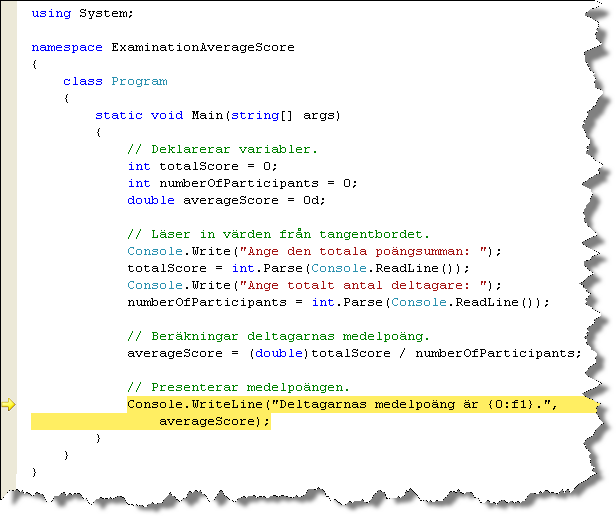 using System;
namespace ExaminationAverageScore
{
class Program
{
static void Main(string[] args)
{
// Deklarerar variabler.
int totalScore = 0;
int numberOfParticipants = 0;
double averageScore = 0d;
// Läser in värden från tangentbordet.
Console.Write("Ange den totala poängsumman: ");
totalScore = int.Parse(Console.ReadLine());
Console.Write("Ange totalt antal deltagare: ");
numberOfParticipants = int.Parse(Console.ReadLine());
// Beräkningar deltagarnas medelpoäng.
averageScore = (double)totalScore / numberOfParticipants;
// Presenterar medelpoängen.
Console.WriteLine("Deltagarnas medelpoäng är {0:f1}.",
averageScore);
}
}
}